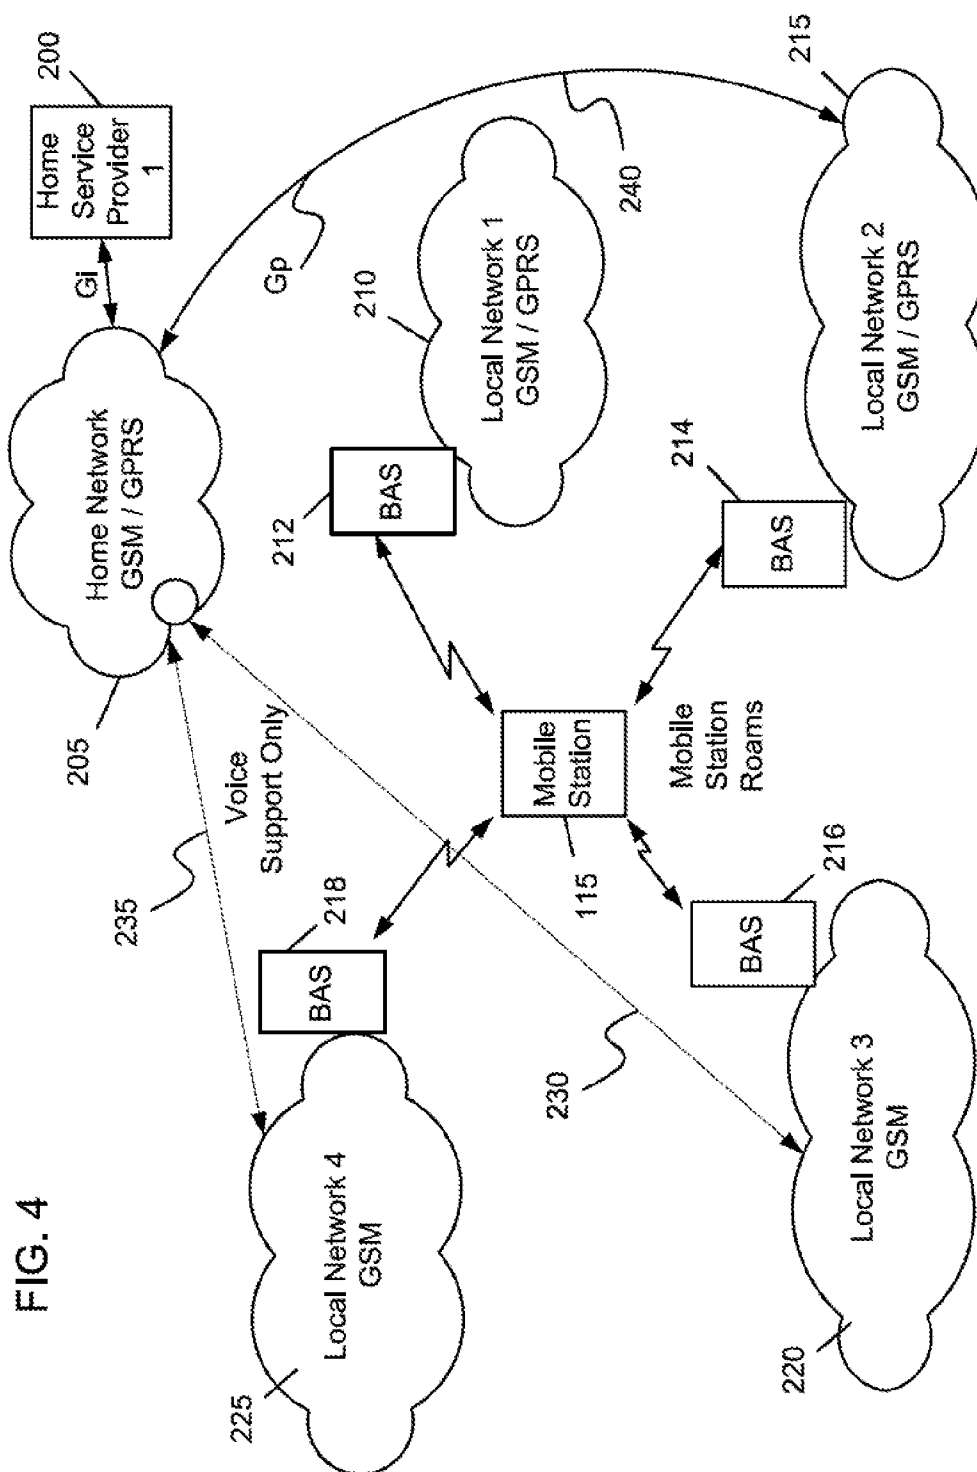 FIG. 4
200
Home
Service
Provider
1
Gi
Home Network
GSM / GPRS
205
Gp
240
210
Local Network 1
GSM / GPRS
BAS
212
215
Local Network 2
GSM / GPRS
BAS
214
235
Voice
Support Only
218
BAS
Mobile
Station
115
Mobile
Station
Roams
216
BAS
230
Local Network 4
GSM
225
Local Network 3
GSM
220